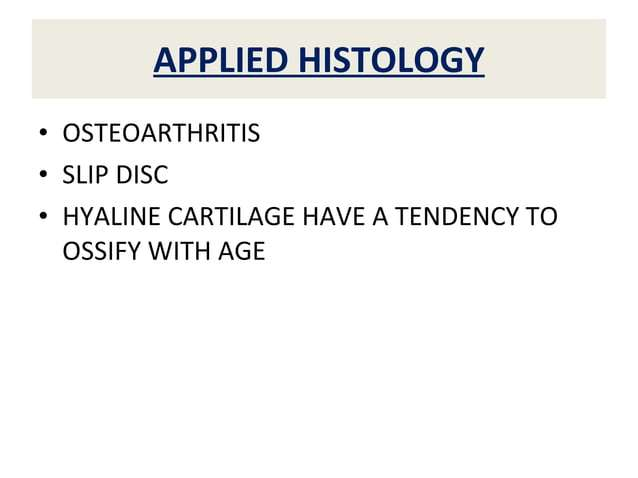 APPLIED HISTOLOGY
• OSTEOARTHRITIS
• SLIP DISC
• HYALINE CARTILAGE HAVE A TENDENCY TO
OSSIFY WITH AGE